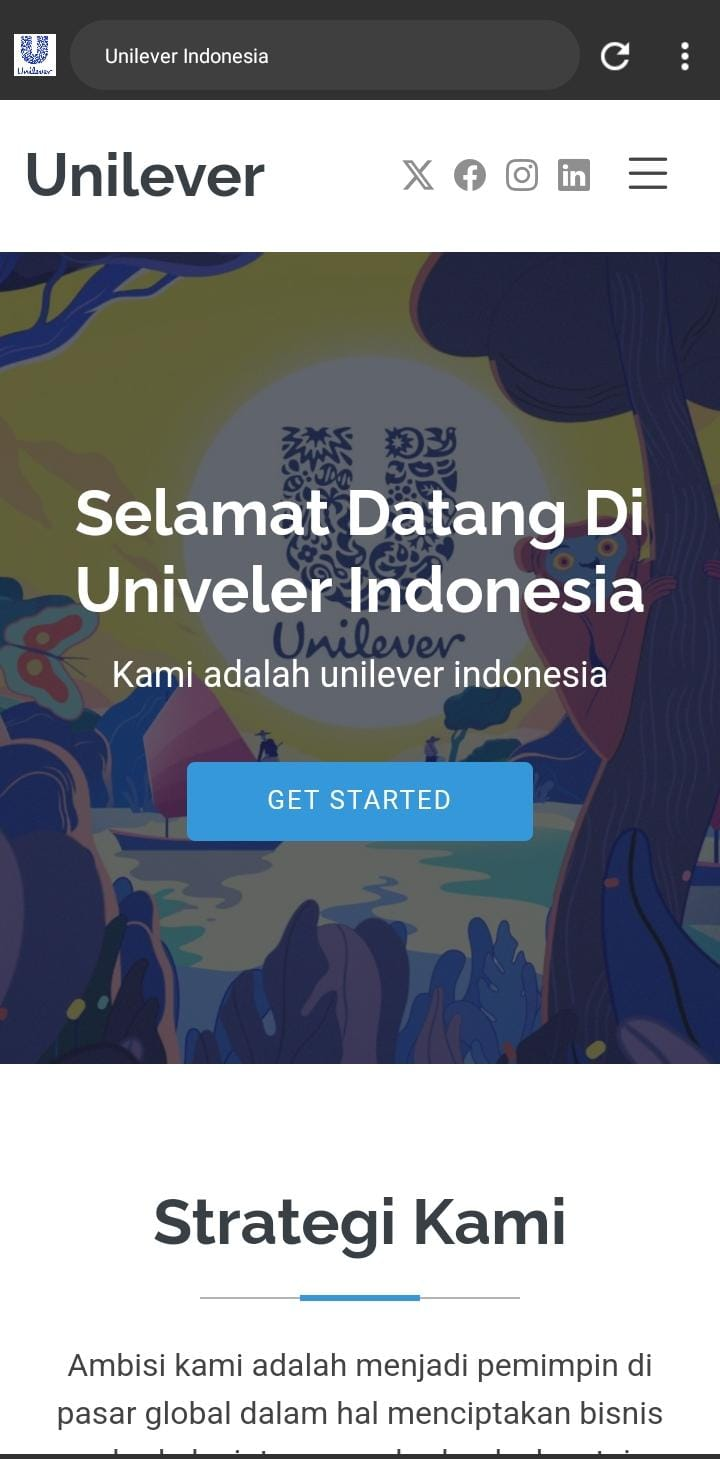 Unilever
Unilever Indonesia
Unilever
Unilever
Selamat Datang Di
Univeler Indonesia
Kami adalah unilever indonesia
GET STARTED
Strategi Kami
Ambisi kami adalah menjadi pemimpin di
pasar global dalam hal menciptakan bisnis